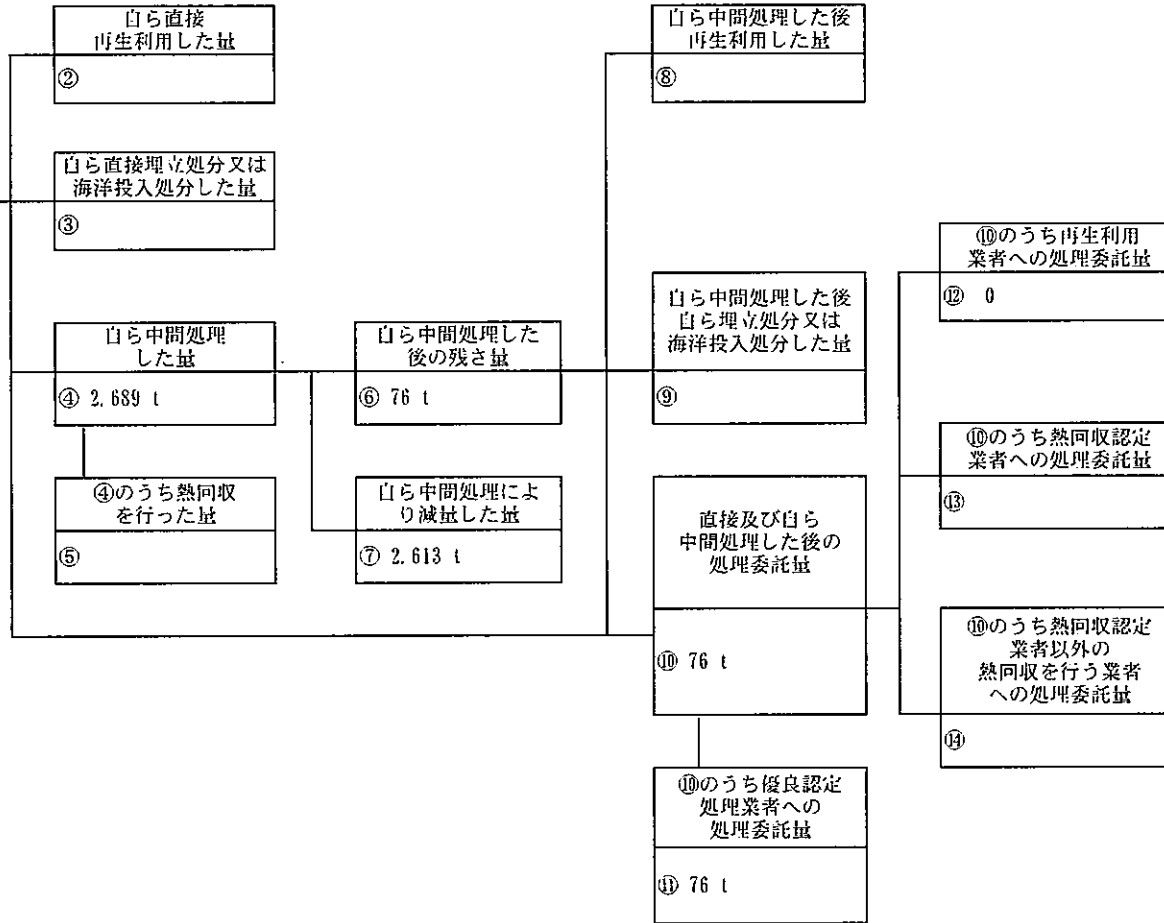 自ら直接
再生利用した量
②
自ら直接埋立処分又は
海洋投入処分した量
③
自ら中間処理
した量
④ 2.689 t
④のうち熱回収
を行った量
⑤
自ら中間処理した
後の残さ量
⑥ 76 t
自ら中間処理によ
り減量した量
⑦ 2.613 t
自ら中間処理した後
再生利用した量
⑧
自ら中間処理した後
自ら埋立処分又は
海洋投入処分した量
⑨
直接及び自ら
中間処理した後の
処理委託量
⑩ 76 t
⑩のうち優良認定
処理業者への
処理委託量
⑪ 76 t
⑩のうち再生利用
業者への処理委託量
⑫ 0
⑩のうち熱回収認定
業者への処理委託量
⑬
⑩のうち熱回収認定
業者以外の
熱回収を行う業者
への処理委託量
⑭